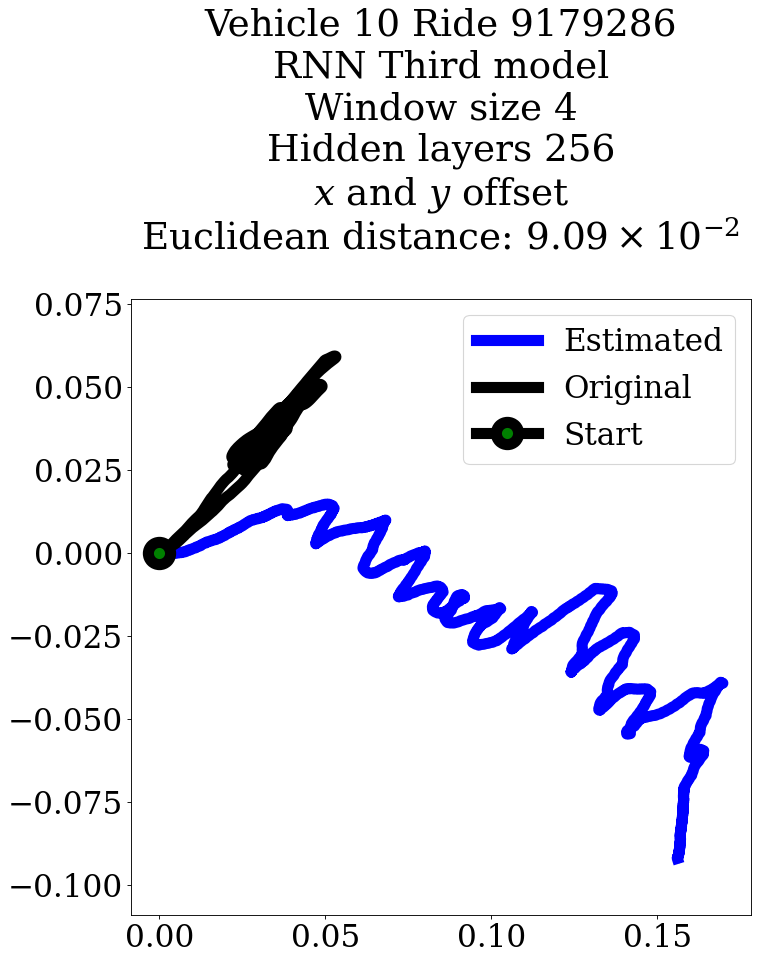 Vehicle 10 Ride 9179286
RNN Third model
Window size 4
Hidden layers 256
x and y offset
Euclidean distance: 9.09 × 10⁻²
Estimated
Original
Start
0.075
0.050
0.025
0.000
−0.025
−0.050
−0.075
−0.100
0.00 0.05 0.10 0.15